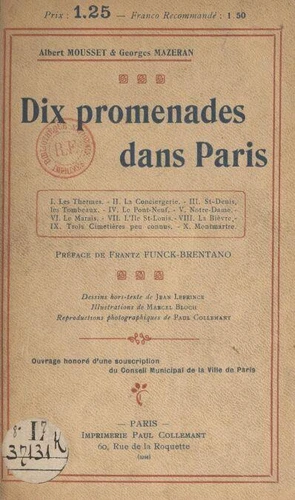 Prix : 1.25 — Franco Recommandé : 1 50
Albert MOUSSET & Georges MAZERAN
Dix promenades
dans Paris
I. Les Thermes. - II. La Conciergerie. - III. St-Denis,
les Tombeaux. - IV. Le Pont-Neuf. - V. Notre-Dame. -
VI. Le Marais. - VII. L'Ile St-Louis. - VIII. La Bièvre. -
IX. Trois Cimetières peu connus. - X. Montmartre.
PRÉFACE DE FRANTZ FUNCK-BRENTANO
Dessins hors-texte de JEAN LEPRINCE
Illustrations de MARCEL BLOCH
Reproductions photographiques de PAUL COLLEMANT
Ouvrage honoré d'une souscription
du Conseil Municipal de la Ville de Paris
— PARIS —
IMPRIMERIE PAUL COLLEMANT
60, Rue de la Roquette
8° 17
37131